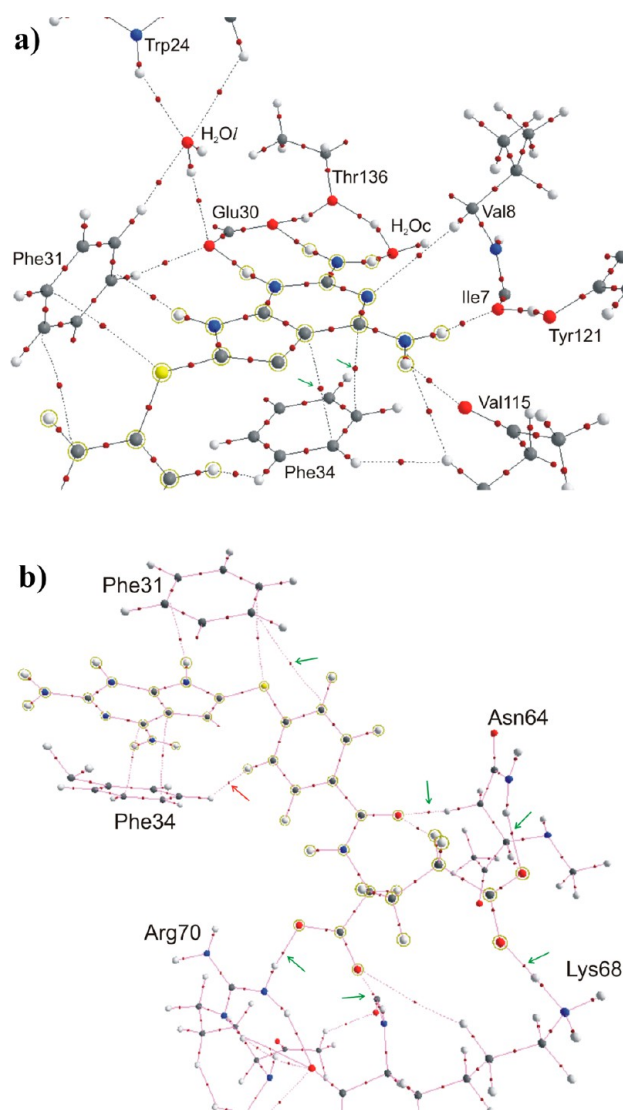 a)
Trp24
H₂Oi
Thr136
Glu30
H₂Oc
Val8
Phe31
Ile7
Tyr121
Val115
Phe34
b)
Phe31
Asn64
Phe34
Arg70
Lys68